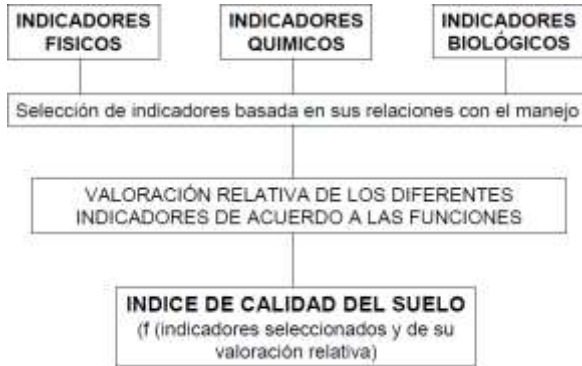 INDICADORES
FISICOS
INDICADORES
QUIMICOS
INDICADORES
BIOLÓGICOS
Selección de indicadores basada en sus relaciones con el manejo
VALORACIÓN RELATIVA DE LOS DIFERENTES
INDICADORES DE ACUERDO A LAS FUNCIONES
INDICE DE CALIDAD DEL SUELO
(f (indicadores seleccionados y de su
valoración relativa)